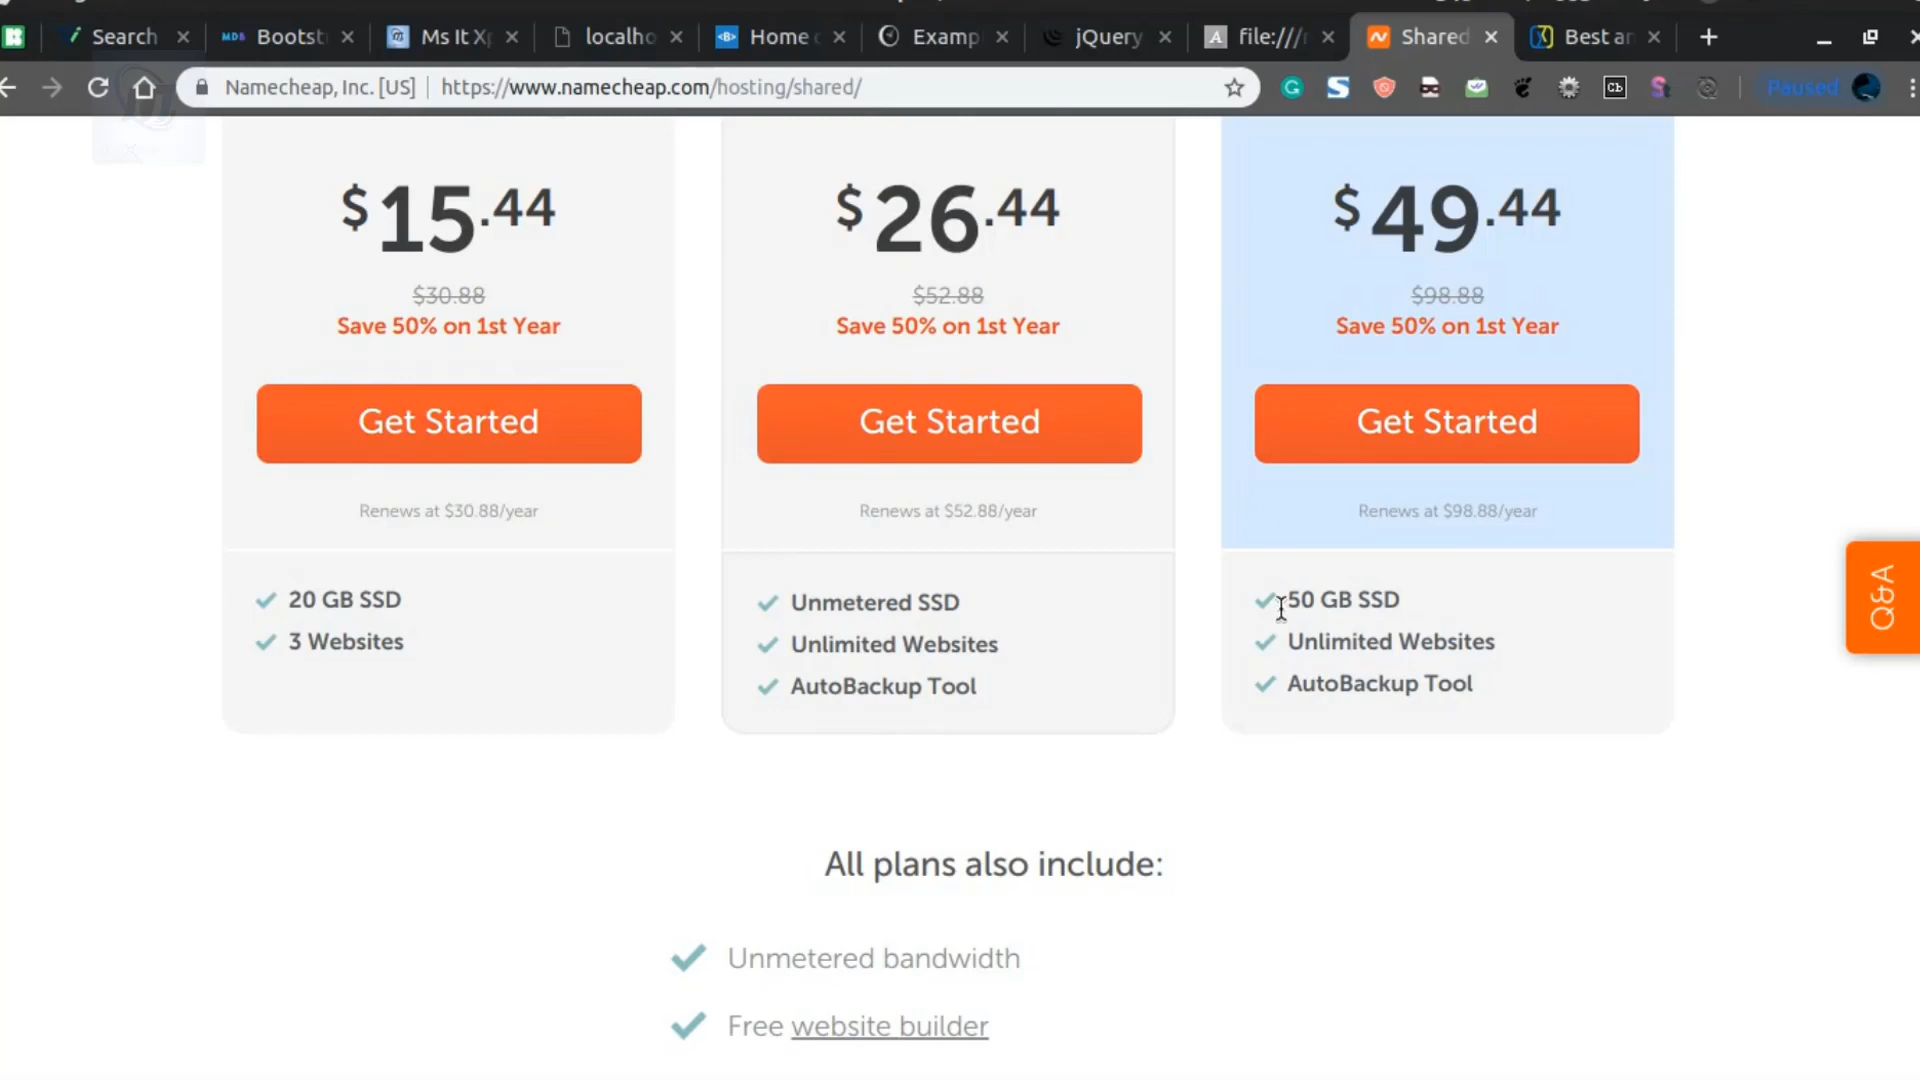 Search
MDB Bootst
Ms It Xp
localho
Home
Examp
jQuery
file:///
Shared
Best an
Namecheap, Inc. [US] https://www.namecheap.com/hosting/shared/
Paused
$15.44
$30.88
Save 50% on 1st Year
Get Started
Renews at $30.88/year
20 GB SSD
3 Websites
$26.44
$52.88
Save 50% on 1st Year
Get Started
Renews at $52.88/year
Unmetered SSD
Unlimited Websites
AutoBackup Tool
$49.44
$98.88
Save 50% on 1st Year
Get Started
Renews at $98.88/year
50 GB SSD
Unlimited Websites
AutoBackup Tool
Q&A
All plans also include:
Unmetered bandwidth
Free website builder